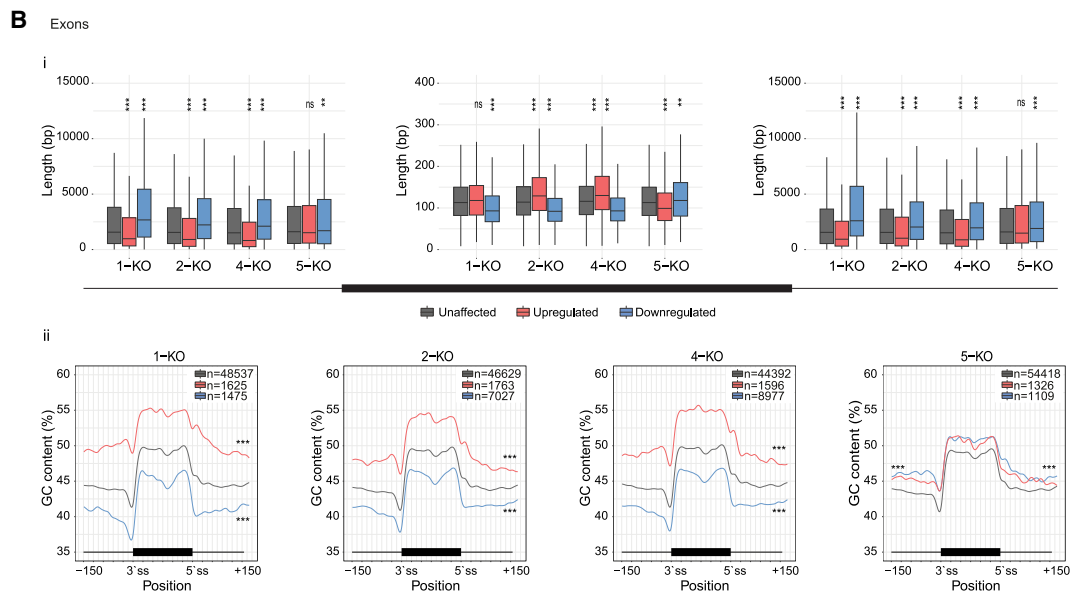 B Exons
i
15000
10000
5000
0
Length (bp)
*** *** *** *** *** *** ns **
1-KO 2-KO 4-KO 5-KO
400
300
200
100
0
Length (bp)
ns *** *** *** *** *** *** **
1-KO 2-KO 4-KO 5-KO
15000
10000
5000
0
Length (bp)
*** *** *** *** *** *** ns ***
1-KO 2-KO 4-KO 5-KO
Unaffected Upregulated Downregulated
ii
1-KO
60
55
50
45
40
35
GC content (%)
n=48537
n=1625
n=1475
***
***
-150 3`ss 5`ss +150
Position
2-KO
60
55
50
45
40
35
GC content (%)
n=46629
n=1763
n=7027
***
***
-150 3`ss 5`ss +150
Position
4-KO
60
55
50
45
40
35
GC content (%)
n=44392
n=1596
n=8977
***
***
-150 3`ss 5`ss +150
Position
5-KO
60
55
50
45
40
35
GC content (%)
n=54418
n=1326
n=1109
*** ***
-150 3`ss 5`ss +150
Position